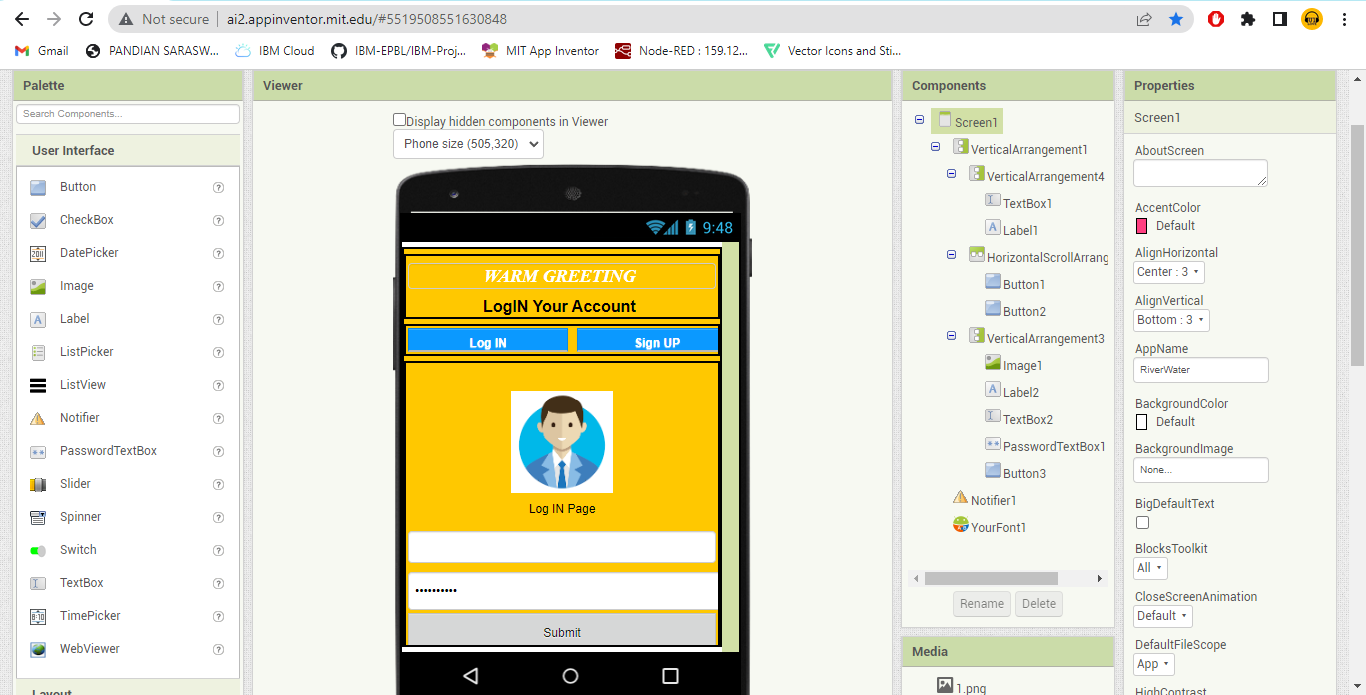 Not secure
ai2.appinventor.mit.edu/#5519508551630848
Gmail
PANDIAN SARASW...
IBM Cloud
IBM-EPBL/IBM-Proj...
MIT App Inventor
Node-RED : 159.12...
Vector Icons and Sti...
Palette
Search Components...
User Interface
Button
CheckBox
DatePicker
Image
Label
ListPicker
ListView
Notifier
PasswordTextBox
Slider
Spinner
Switch
TextBox
TimePicker
WebViewer
Layout
Viewer
Display hidden components in Viewer
Phone size (505,320)
9:48
WARM GREETING
LogIN Your Account
Log IN
Sign UP
Log IN Page
Submit
Components
Screen1
VerticalArrangement1
VerticalArrangement4
TextBox1
Label1
HorizontalScrollArrang
Button1
Button2
VerticalArrangement3
Image1
Label2
TextBox2
PasswordTextBox1
Button3
Notifier1
YourFont1
Rename
Delete
Media
1.png
Properties
Screen1
AboutScreen
AccentColor
Default
AlignHorizontal
Center : 3
AlignVertical
Bottom : 3
AppName
RiverWater
BackgroundColor
Default
BackgroundImage
None...
BigDefaultText
BlocksToolkit
All
CloseScreenAnimation
Default
DefaultFileScope
App
HighContrast